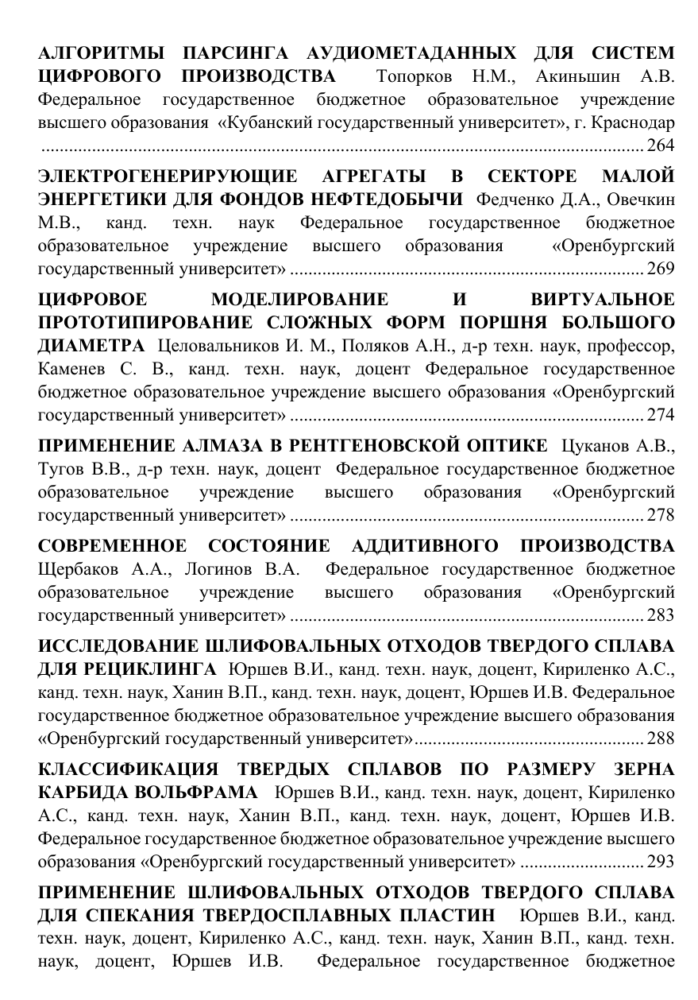 АЛГОРИТМЫ ПАРСИНГА АУДИОМЕТАДАННЫХ ДЛЯ СИСТЕМ
ЦИФРОВОГО ПРОИЗВОДСТВА Топорков Н.М., Акиньшин А.В.
Федеральное государственное бюджетное образовательное учреждение
высшего образования «Кубанский государственный университет», г. Краснодар
.................................................................................................................. 264
ЭЛЕКТРОГЕНЕРИРУЮЩИЕ АГРЕГАТЫ В СЕКТОРЕ МАЛОЙ
ЭНЕРГЕТИКИ ДЛЯ ФОНДОВ НЕФТЕДОБЫЧИ Федченко Д.А., Овечкин
М.В., канд. техн. наук Федеральное государственное бюджетное
образовательное учреждение высшего образования «Оренбургский
государственный университет» ................................................................... 269
ЦИФРОВОЕ МОДЕЛИРОВАНИЕ И ВИРТУАЛЬНОЕ
ПРОТОТИПИРОВАНИЕ СЛОЖНЫХ ФОРМ ПОРШНЯ БОЛЬШОГО
ДИАМЕТРА Целовальников И. М., Поляков А.Н., д-р техн. наук, профессор,
Каменев С. В., канд. техн. наук, доцент Федеральное государственное
бюджетное образовательное учреждение высшего образования «Оренбургский
государственный университет» ................................................................... 274
ПРИМЕНЕНИЕ АЛМАЗА В РЕНТГЕНОВСКОЙ ОПТИКЕ Цуканов А.В.,
Тугов В.В., д-р техн. наук, доцент Федеральное государственное бюджетное
образовательное учреждение высшего образования «Оренбургский
государственный университет» ................................................................... 278
СОВРЕМЕННОЕ СОСТОЯНИЕ АДДИТИВНОГО ПРОИЗВОДСТВА
Щербаков А.А., Логинов В.А. Федеральное государственное бюджетное
образовательное учреждение высшего образования «Оренбургский
государственный университет» ................................................................... 283
ИССЛЕДОВАНИЕ ШЛИФОВАЛЬНЫХ ОТХОДОВ ТВЕРДОГО СПЛАВА
ДЛЯ РЕЦИКЛИНГА Юршев В.И., канд. техн. наук, доцент, Кириленко А.С.,
канд. техн. наук, Ханин В.П., канд. техн. наук, доцент, Юршев И.В. Федеральное
государственное бюджетное образовательное учреждение высшего образования
«Оренбургский государственный университет»........................................... 288
КЛАССИФИКАЦИЯ ТВЕРДЫХ СПЛАВОВ ПО РАЗМЕРУ ЗЕРНА
КАРБИДА ВОЛЬФРАМА Юршев В.И., канд. техн. наук, доцент, Кириленко
А.С., канд. техн. наук, Ханин В.П., канд. техн. наук, доцент, Юршев И.В.
Федеральное государственное бюджетное образовательное учреждение высшего
образования «Оренбургский государственный университет» ....................... 293
ПРИМЕНЕНИЕ ШЛИФОВАЛЬНЫХ ОТХОДОВ ТВЕРДОГО СПЛАВА
ДЛЯ СПЕКАНИЯ ТВЕРДОСПЛАВНЫХ ПЛАСТИН Юршев В.И., канд.
техн. наук, доцент, Кириленко А.С., канд. техн. наук, Ханин В.П., канд. техн.
наук, доцент, Юршев И.В. Федеральное государственное бюджетное